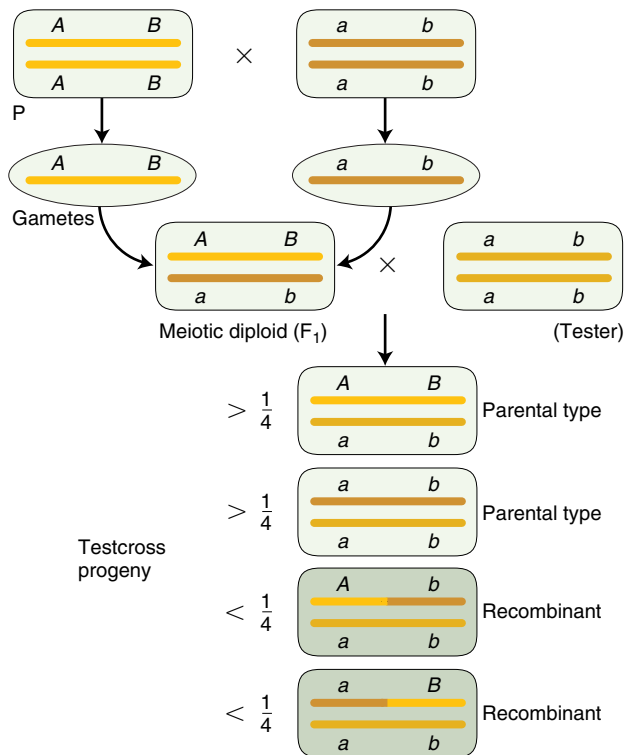 A B a b
×
A B a b
P
A B a b
Gametes
A B a b
×
a b a b
Meiotic diploid (F₁) (Tester)
A B
> 1/4 Parental type
a b
a b
> 1/4 Parental type
a b
Testcross
progeny
A b
< 1/4 Recombinant
a b
a B
< 1/4 Recombinant
a b